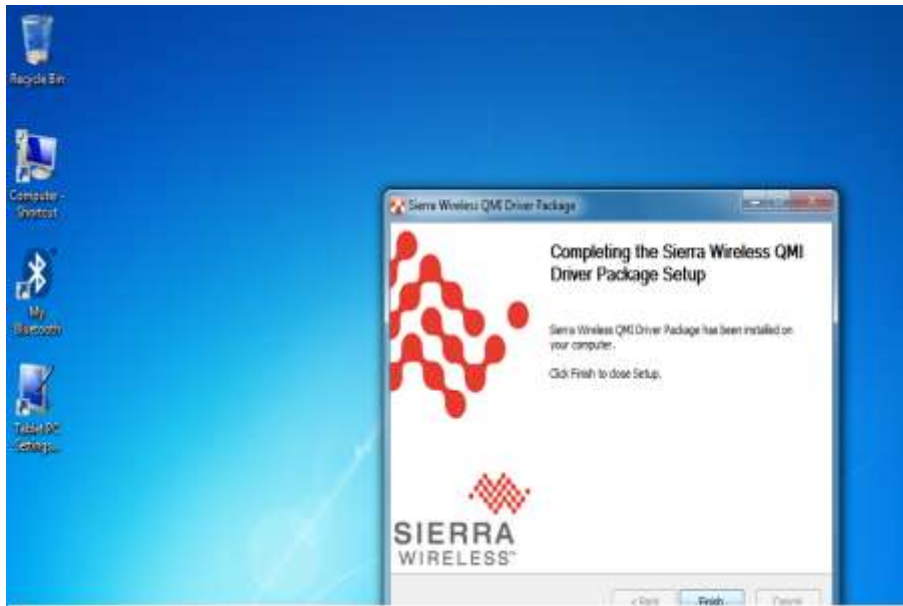 Recycle Bin
Computer -
Shortcut
My
Bluetooth
Tablet PC
Settings...
Sierra Wireless QMI Driver Package
Completing the Sierra Wireless QMI
Driver Package Setup
Sierra Wireless QMI Driver Package has been installed on
your computer.
Click Finish to close Setup.
SIERRA
WIRELESS™
< Back Finish Cancel